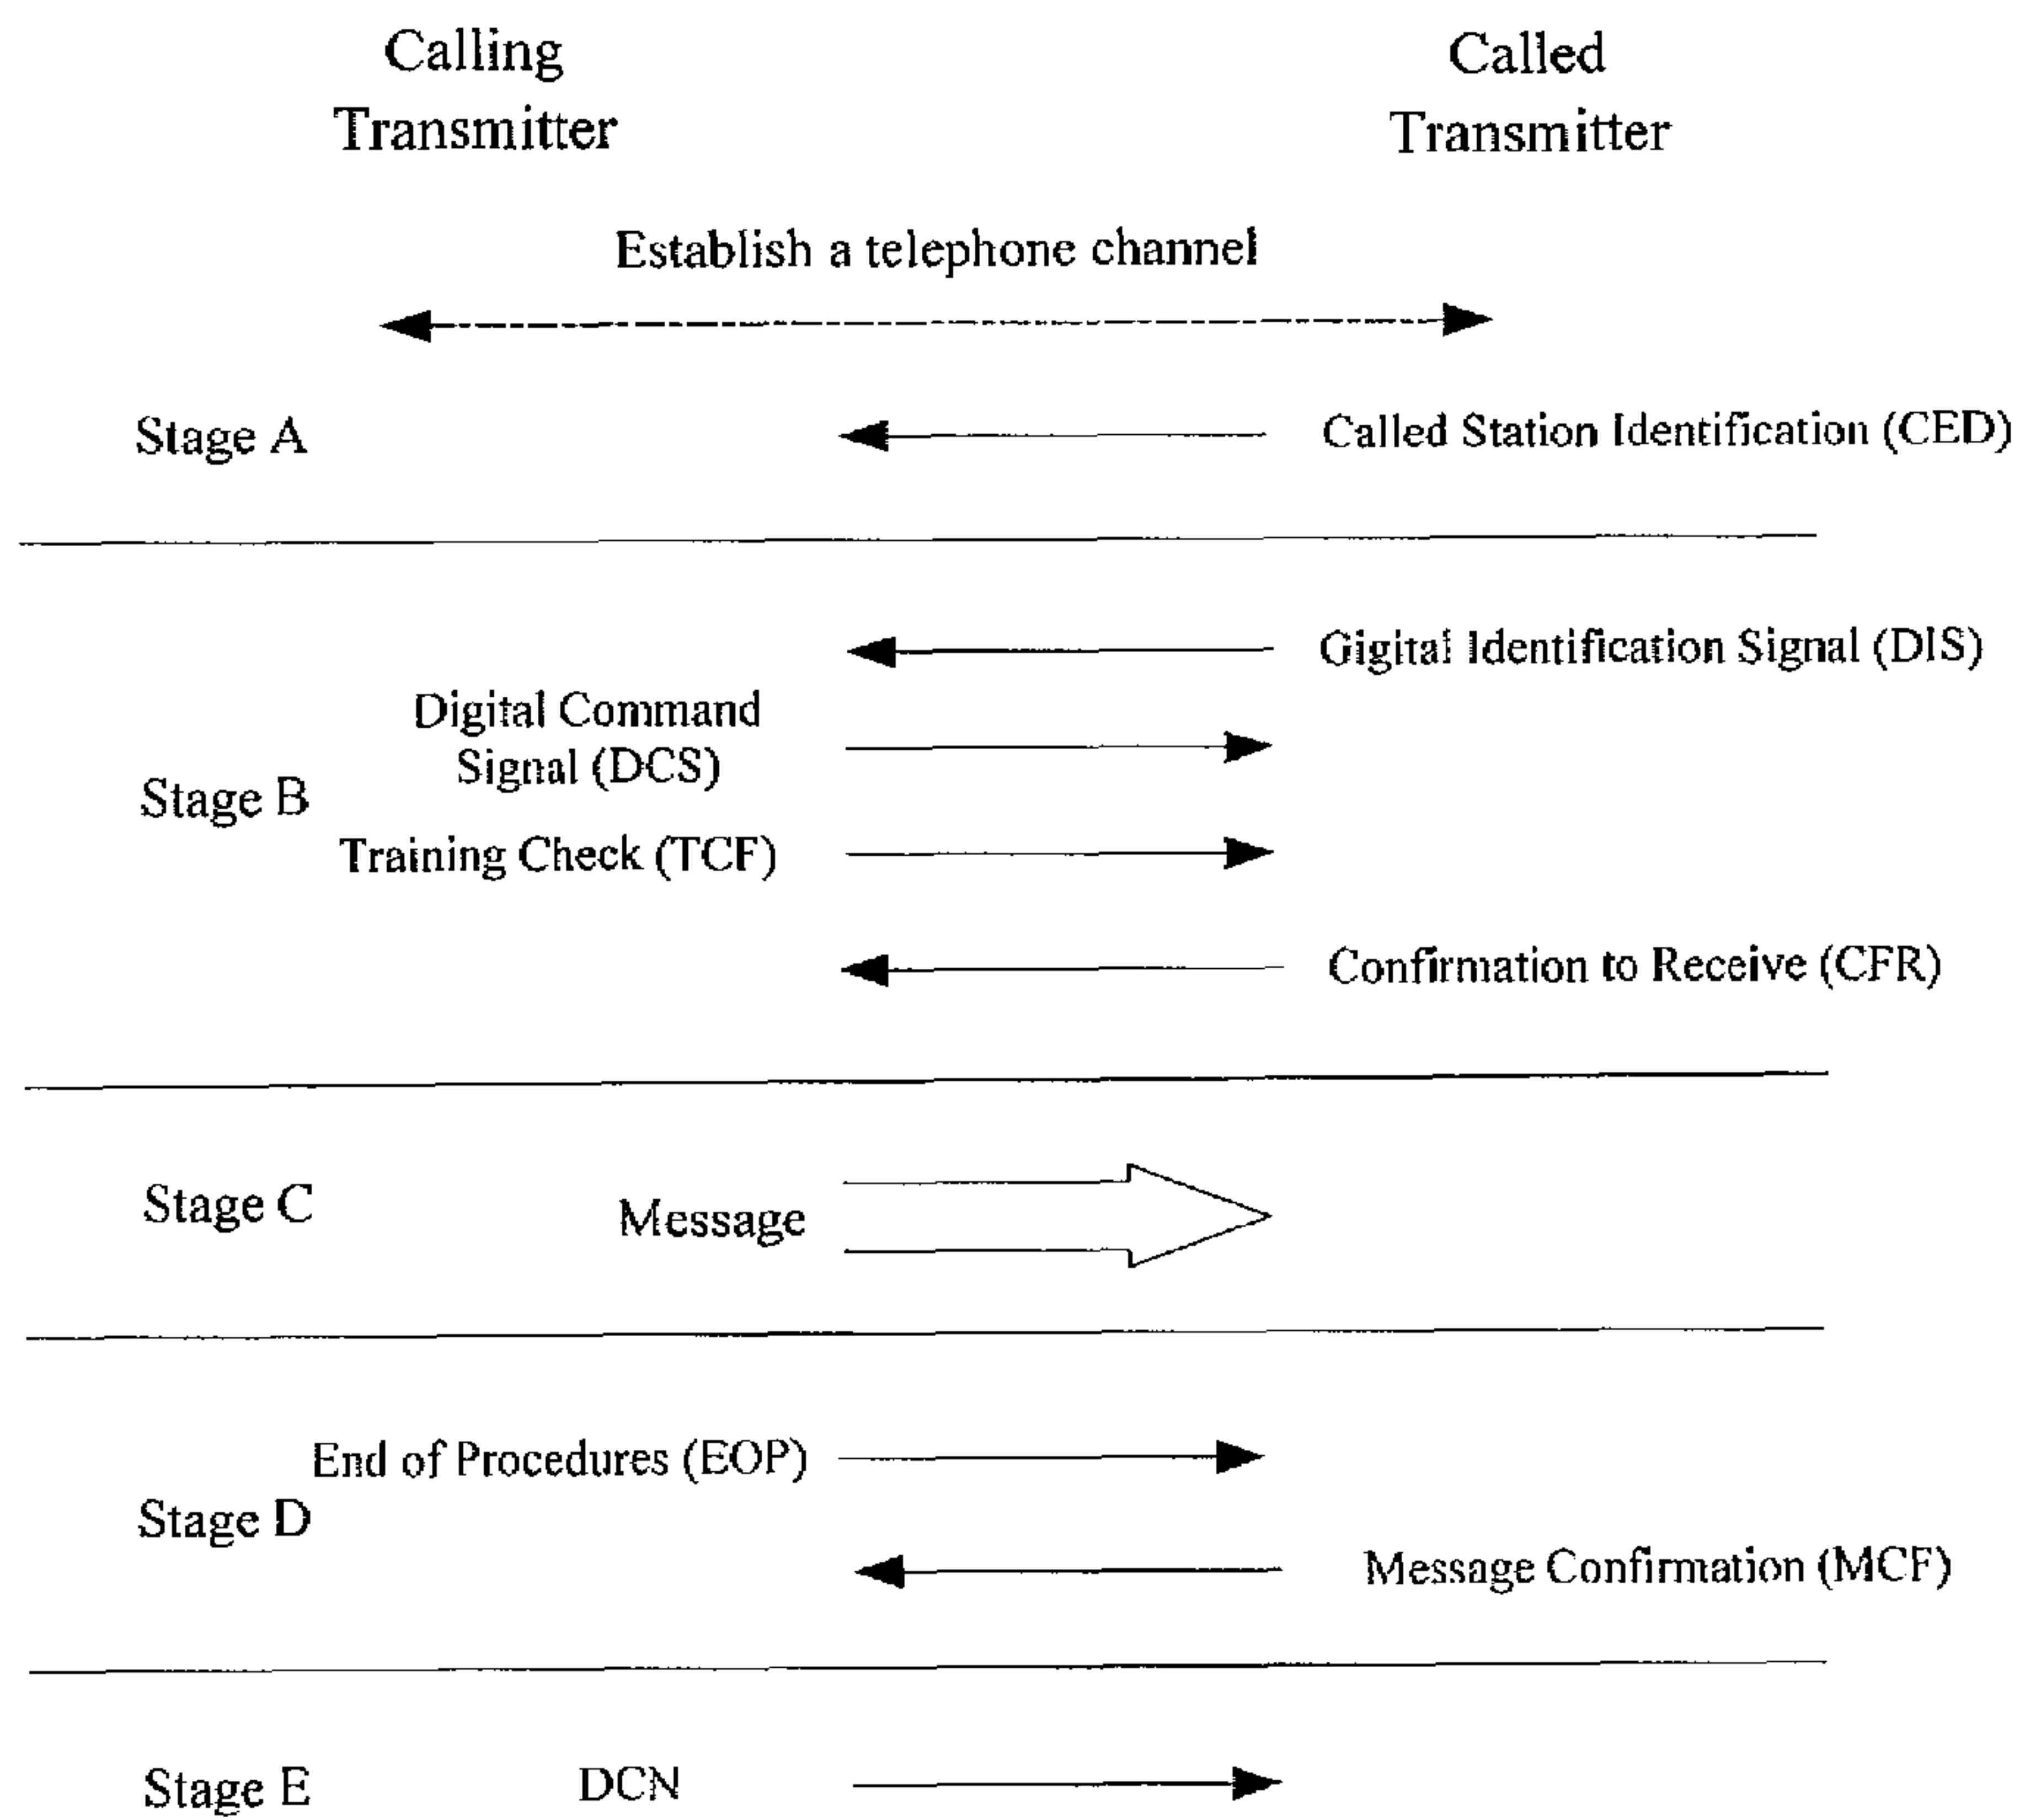 Calling
Transmitter
Called
Transmitter
Establish a telephone channel
Stage A
Called Station Identification (CED)
Gigital Identification Signal (DIS)
Digital Command
Signal (DCS)
Stage B
Training Check (TCF)
Confirmation to Receive (CFR)
Stage C
Message
End of Procedures (EOP)
Stage D
Message Confirmation (MCF)
Stage E
DCN